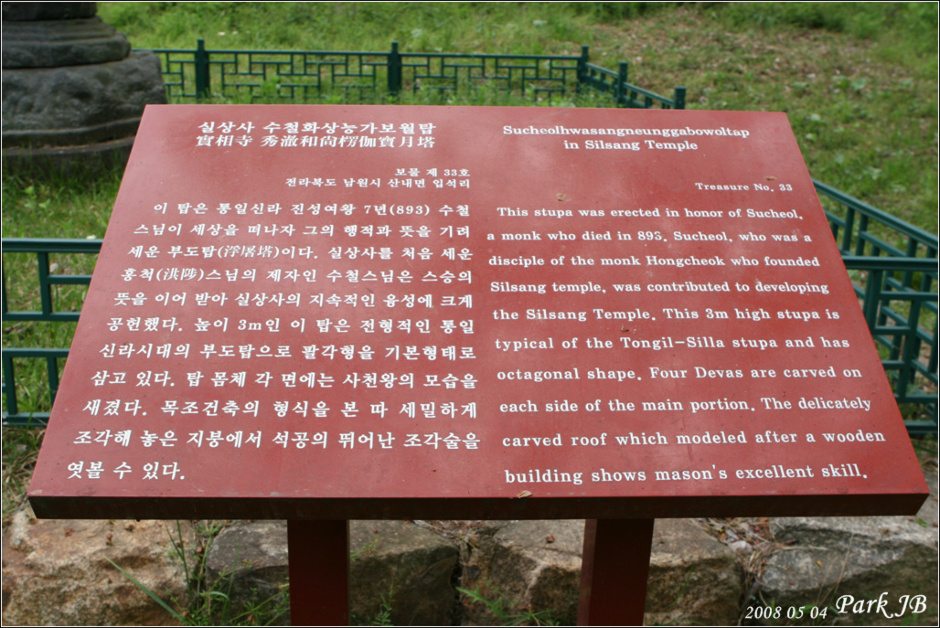 실상사 수철화상능가보월탑
實相寺 秀澈和尙楞伽寶月塔
보물 제 33호
전라북도 남원시 산내면 입석리
이 탑은 통일신라 진성여왕 7년(893) 수철
스님이 세상을 떠나자 그의 행적과 뜻을 기려
세운 부도탑(浮屠塔)이다. 실상사를 처음 세운
홍척(洪陟)스님의 제자인 수철스님은 스승의
뜻을 이어 받아 실상사의 지속적인 융성에 크게
공헌했다. 높이 3m인 이 탑은 전형적인 통일
신라시대의 부도탑으로 팔각형을 기본형태로
삼고 있다. 탑 몸체 각 면에는 사천왕의 모습을
새겼다. 목조건축의 형식을 본 따 세밀하게
조각해 놓은 지붕에서 석공의 뛰어난 조각술을
엿볼 수 있다.
Sucheolhwasangneunggabowoltap
in Silsang Temple
Treasure No. 33
This stupa was erected in honor of Sucheol,
a monk who died in 893. Sucheol, who was a
disciple of the monk Hongcheok who founded
Silsang temple, was contributed to developing
the Silsang Temple. This 3m high stupa is
typical of the Tongil-Silla stupa and has
octagonal shape. Four Devas are carved on
each side of the main portion. The delicately
carved roof which modeled after a wooden
building shows mason's excellent skill.
2008 05 04 Park JB